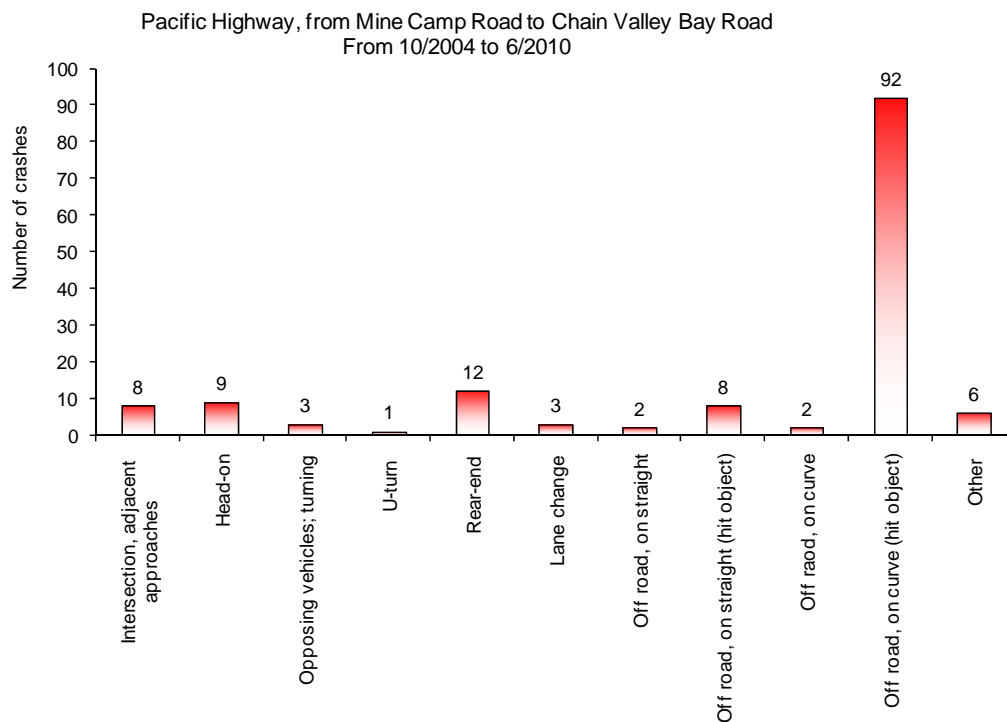 Pacific Highway, from Mine Camp Road to Chain Valley Bay Road
From 10/2004 to 6/2010
Number of crashes
100
90
80
70
60
50
40
30
20
10
0
8
9
3
1
12
3
2
8
2
92
6
Intersection, adjacent
approaches
Head-on
Opposing vehicles; turning
U-turn
Rear-end
Lane change
Off road, on straight
Off road, on straight (hit object)
Off raod, on curve
Off road, on curve (hit object)
Other